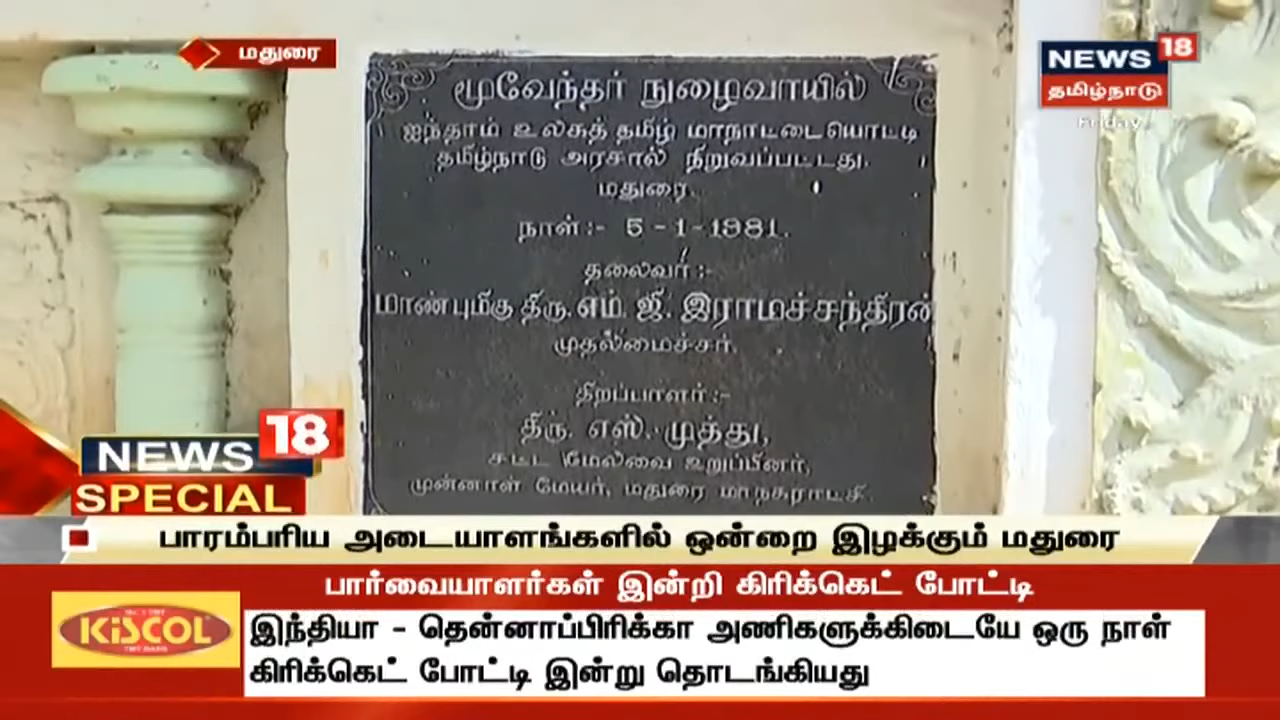 மதுரை
NEWS 18
தமிழ்நாடு
Friday
மூவேந்தர் நுழைவாயில்
ஐந்தாம் உலகத் தமிழ் மாநாட்டையொட்டி
தமிழ்நாடு அரசால் நிறுவப்பட்டது.
மதுரை.
நாள்:- 5-1-1981.
தலைவர்:-
மாண்புமிகு திரு. எம். ஜி. இராமச்சந்திரன்
முதலமைச்சர்.
திறப்பாளர்:-
திரு. எஸ். முத்து,
சட்ட மேலவை உறுப்பினர்,
முன்னாள் மேயர், மதுரை மாநகராட்சி.
NEWS 18
SPECIAL
பாரம்பரிய அடையாளங்களில் ஒன்றை இழக்கும் மதுரை
பார்வையாளர்கள் இன்றி கிரிக்கெட் போட்டி
KiSCOL
இந்தியா - தென்னாப்பிரிக்கா அணிகளுக்கிடையே ஒரு நாள்
கிரிக்கெட் போட்டி இன்று தொடங்கியது